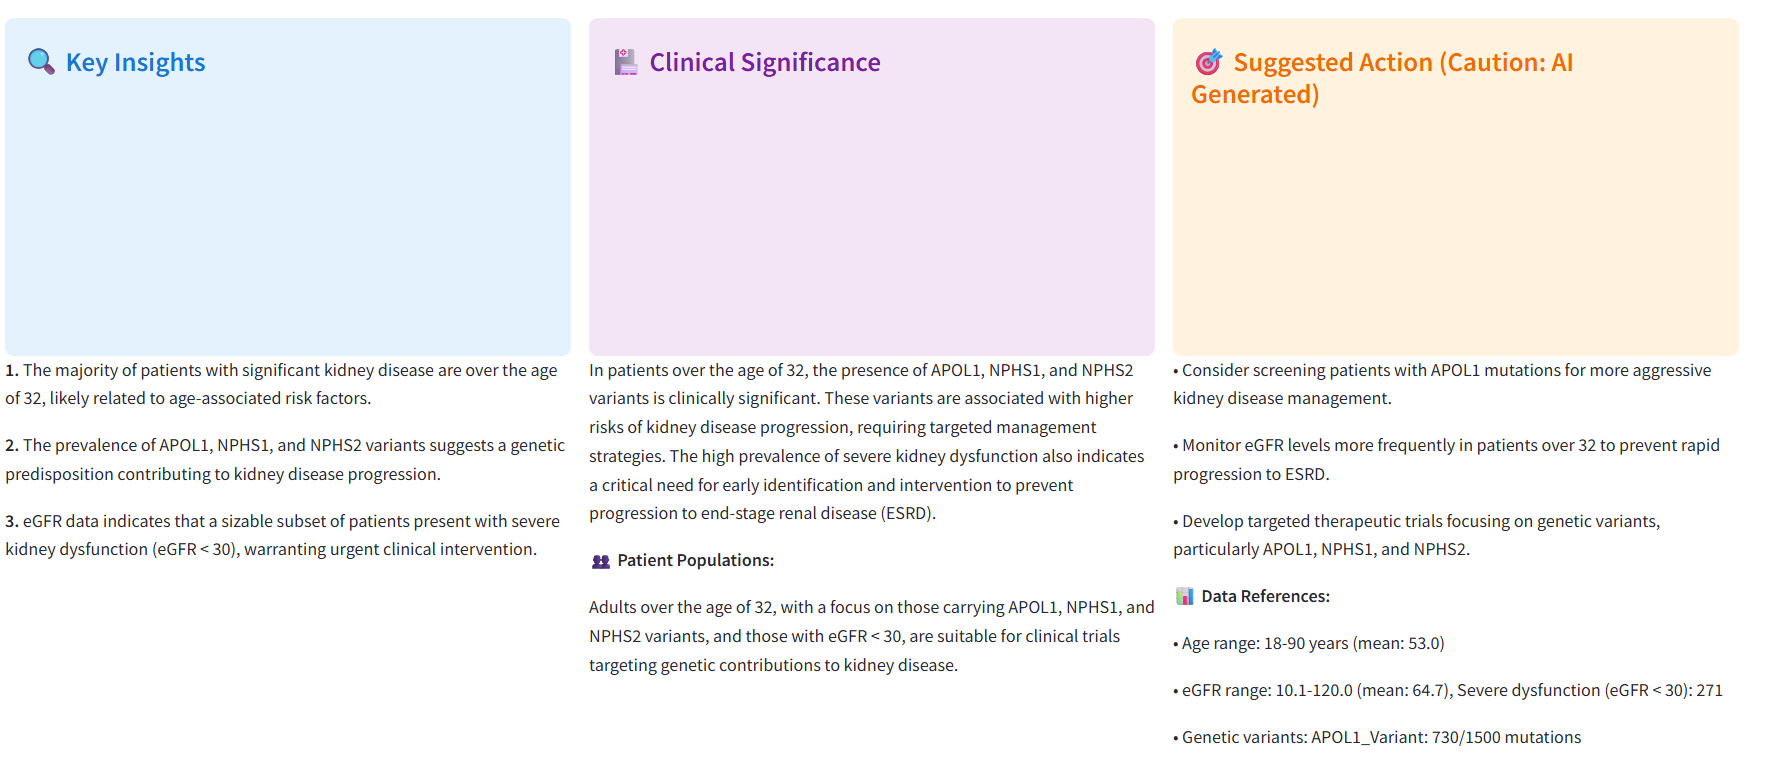 Key Insights
1. The majority of patients with significant kidney disease are over the age
of 32, likely related to age-associated risk factors.
2. The prevalence of APOL1, NPHS1, and NPHS2 variants suggests a genetic
predisposition contributing to kidney disease progression.
3. eGFR data indicates that a sizable subset of patients present with severe
kidney dysfunction (eGFR < 30), warranting urgent clinical intervention.
Clinical Significance
In patients over the age of 32, the presence of APOL1, NPHS1, and NPHS2
variants is clinically significant. These variants are associated with higher
risks of kidney disease progression, requiring targeted management
strategies. The high prevalence of severe kidney dysfunction also indicates
a critical need for early identification and intervention to prevent
progression to end-stage renal disease (ESRD).
Patient Populations:
Adults over the age of 32, with a focus on those carrying APOL1, NPHS1, and
NPHS2 variants, and those with eGFR < 30, are suitable for clinical trials
targeting genetic contributions to kidney disease.
Suggested Action (Caution: AI
Generated)
• Consider screening patients with APOL1 mutations for more aggressive
kidney disease management.
• Monitor eGFR levels more frequently in patients over 32 to prevent rapid
progression to ESRD.
• Develop targeted therapeutic trials focusing on genetic variants,
particularly APOL1, NPHS1, and NPHS2.
Data References:
• Age range: 18-90 years (mean: 53.0)
• eGFR range: 10.1-120.0 (mean: 64.7), Severe dysfunction (eGFR < 30): 271
• Genetic variants: APOL1_Variant: 730/1500 mutations